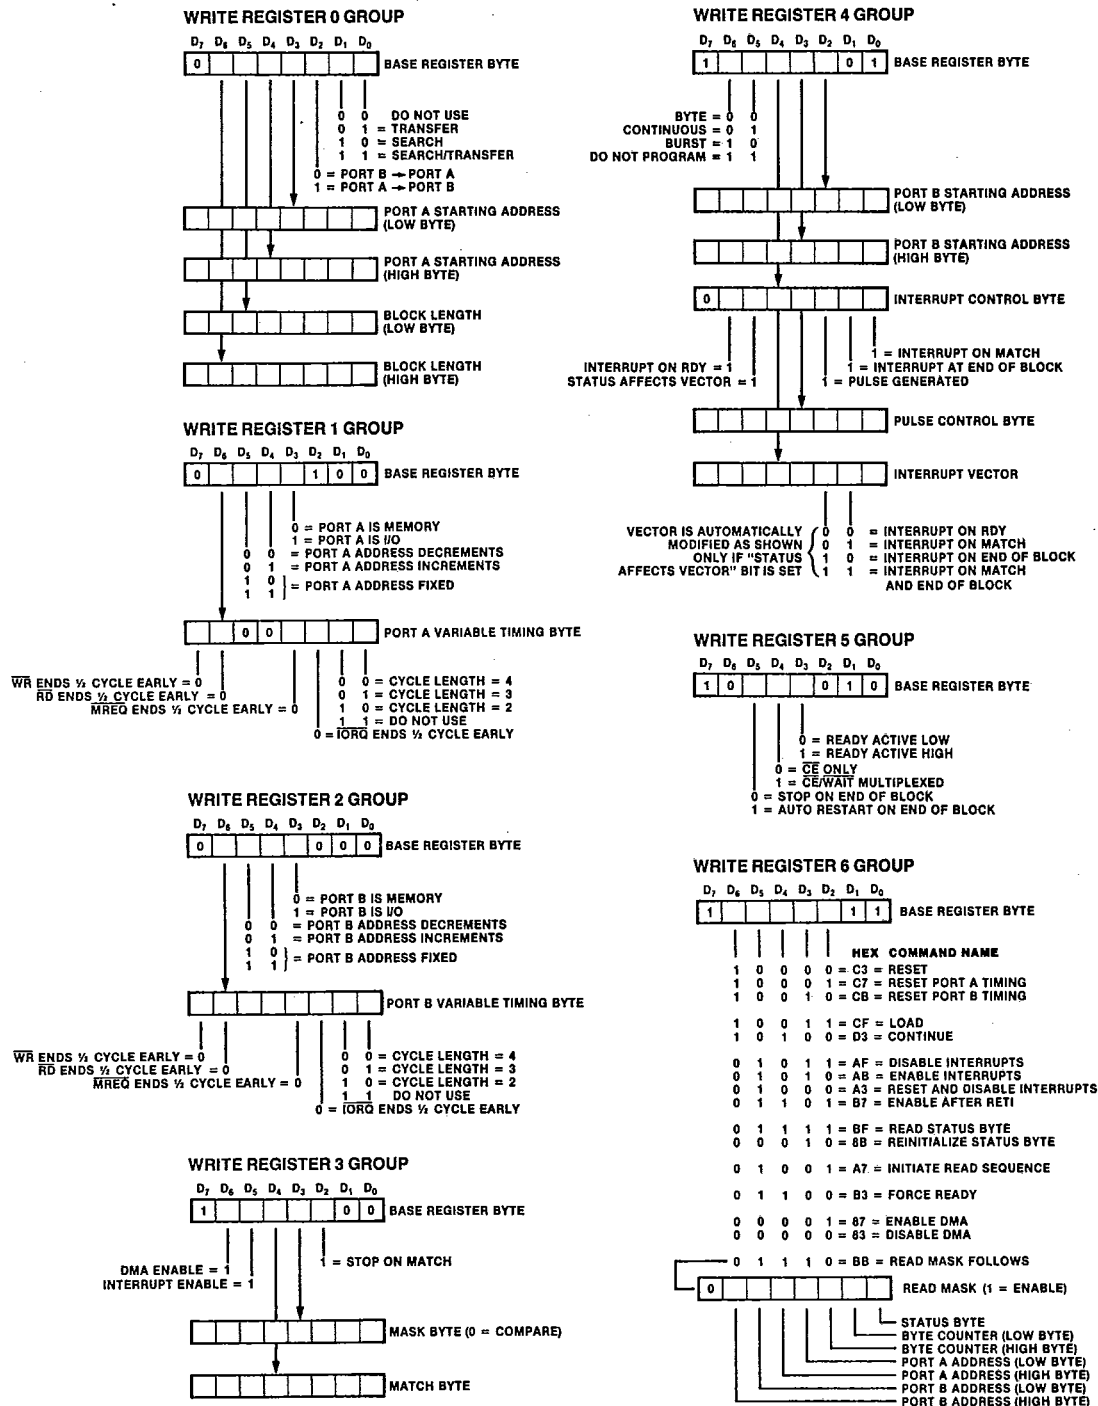 WRITE REGISTER 0 GROUP
D7 D6 D5 D4 D3 D2 D1 D0
0 BASE REGISTER BYTE
0 0 DO NOT USE
0 1 = TRANSFER
1 0 = SEARCH
1 1 = SEARCH/TRANSFER
0 = PORT B → PORT A
1 = PORT A → PORT B
PORT A STARTING ADDRESS
(LOW BYTE)
PORT A STARTING ADDRESS
(HIGH BYTE)
BLOCK LENGTH
(LOW BYTE)
BLOCK LENGTH
(HIGH BYTE)
WRITE REGISTER 1 GROUP
D7 D6 D5 D4 D3 D2 D1 D0
0 1 0 0 BASE REGISTER BYTE
0 = PORT A IS MEMORY
1 = PORT A IS I/O
0 0 = PORT A ADDRESS DECREMENTS
0 1 = PORT A ADDRESS INCREMENTS
1 0
1 1 } = PORT A ADDRESS FIXED
0 0 PORT A VARIABLE TIMING BYTE
WR ENDS ½ CYCLE EARLY = 0
RD ENDS ½ CYCLE EARLY = 0
MREQ ENDS ½ CYCLE EARLY = 0
0 0 = CYCLE LENGTH = 4
0 1 = CYCLE LENGTH = 3
1 0 = CYCLE LENGTH = 2
1 1 = DO NOT USE
0 = IORQ ENDS ½ CYCLE EARLY
WRITE REGISTER 2 GROUP
D7 D6 D5 D4 D3 D2 D1 D0
0 0 0 0 BASE REGISTER BYTE
0 = PORT B IS MEMORY
1 = PORT B IS I/O
0 0 = PORT B ADDRESS DECREMENTS
0 1 = PORT B ADDRESS INCREMENTS
1 0
1 1 } = PORT B ADDRESS FIXED
PORT B VARIABLE TIMING BYTE
WR ENDS ½ CYCLE EARLY = 0
RD ENDS ½ CYCLE EARLY = 0
MREQ ENDS ½ CYCLE EARLY = 0
0 0 = CYCLE LENGTH = 4
0 1 = CYCLE LENGTH = 3
1 0 = CYCLE LENGTH = 2
1 1 DO NOT USE
0 = IORQ ENDS ½ CYCLE EARLY
WRITE REGISTER 3 GROUP
D7 D6 D5 D4 D3 D2 D1 D0
1 0 0 BASE REGISTER BYTE
1 = STOP ON MATCH
DMA ENABLE = 1
INTERRUPT ENABLE = 1
MASK BYTE (0 = COMPARE)
MATCH BYTE
WRITE REGISTER 4 GROUP
D7 D6 D5 D4 D3 D2 D1 D0
1 0 1 BASE REGISTER BYTE
BYTE = 0 0
CONTINUOUS = 0 1
BURST = 1 0
DO NOT PROGRAM = 1 1
PORT B STARTING ADDRESS
(LOW BYTE)
PORT B STARTING ADDRESS
(HIGH BYTE)
0 INTERRUPT CONTROL BYTE
1 = INTERRUPT ON MATCH
INTERRUPT ON RDY = 1 1 = INTERRUPT AT END OF BLOCK
STATUS AFFECTS VECTOR = 1 1 = PULSE GENERATED
PULSE CONTROL BYTE
INTERRUPT VECTOR
VECTOR IS AUTOMATICALLY 0 0 = INTERRUPT ON RDY
MODIFIED AS SHOWN 0 1 = INTERRUPT ON MATCH
ONLY IF "STATUS 1 0 = INTERRUPT ON END OF BLOCK
AFFECTS VECTOR" BIT IS SET 1 1 = INTERRUPT ON MATCH
AND END OF BLOCK
WRITE REGISTER 5 GROUP
D7 D6 D5 D4 D3 D2 D1 D0
1 0 0 1 0 BASE REGISTER BYTE
0 = READY ACTIVE LOW
1 = READY ACTIVE HIGH
0 = CE ONLY
1 = CE/WAIT MULTIPLEXED
0 = STOP ON END OF BLOCK
1 = AUTO RESTART ON END OF BLOCK
WRITE REGISTER 6 GROUP
D7 D6 D5 D4 D3 D2 D1 D0
1 1 1 BASE REGISTER BYTE
HEX COMMAND NAME
1 0 0 0 0 = C3 = RESET
1 0 0 0 1 = C7 = RESET PORT A TIMING
1 0 0 1 0 = CB = RESET PORT B TIMING
1 0 0 1 1 = CF = LOAD
1 0 1 0 0 = D3 = CONTINUE
0 1 0 1 1 = AF = DISABLE INTERRUPTS
0 1 0 1 0 = AB = ENABLE INTERRUPTS
0 1 0 0 0 = A3 = RESET AND DISABLE INTERRUPTS
0 1 1 0 1 = B7 = ENABLE AFTER RETI
0 1 1 1 1 = BF = READ STATUS BYTE
0 0 0 1 0 = 8B = REINITIALIZE STATUS BYTE
0 1 0 0 1 = A7 = INITIATE READ SEQUENCE
0 1 1 0 0 = B3 = FORCE READY
0 0 0 0 1 = 87 = ENABLE DMA
0 0 0 0 0 = 83 = DISABLE DMA
0 1 1 1 0 = BB = READ MASK FOLLOWS
0 READ MASK (1 = ENABLE)
STATUS BYTE
BYTE COUNTER (LOW BYTE)
BYTE COUNTER (HIGH BYTE)
PORT A ADDRESS (LOW BYTE)
PORT A ADDRESS (HIGH BYTE)
PORT B ADDRESS (LOW BYTE)
PORT B ADDRESS (HIGH BYTE)